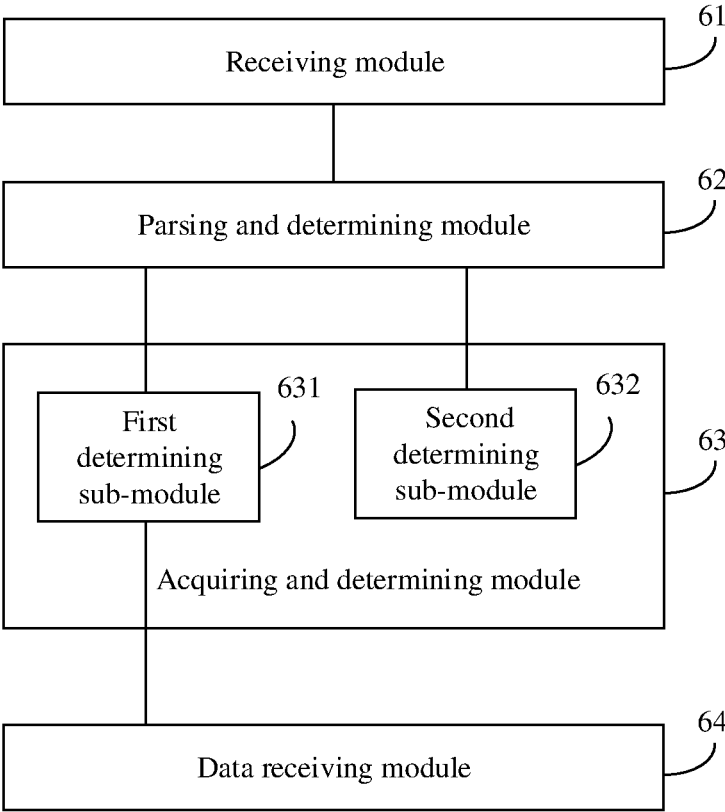 61
Receiving module
62
Parsing and determining module
631
632
First
determining
sub-module
Second
determining
sub-module
63
Acquiring and determining module
64
Data receiving module